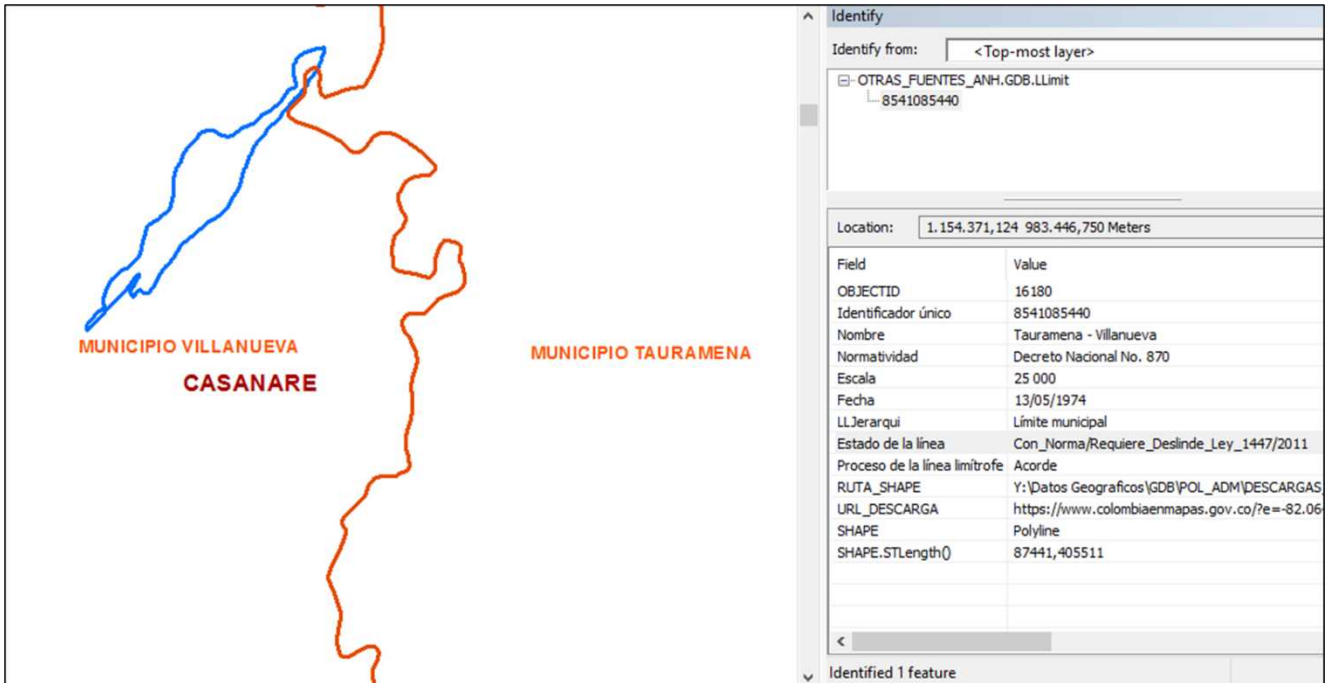 MUNICIPIO VILLANUEVA
CASANARE
MUNICIPIO TAURAMENA
Identify
Identify from: <Top-most layer>
OTRAS_FUENTES_ANH.GDB.LLimit
8541085440
Location: 1.154.371,124 983.446,750 Meters
Field Value
OBJECTID 16180
Identificador único 8541085440
Nombre Tauramena - Villanueva
Normatividad Decreto Nacional No. 870
Escala 25 000
Fecha 13/05/1974
LLJerarqui Límite municipal
Estado de la línea Con_Norma/Requiere_Deslinde_Ley_1447/2011
Proceso de la línea limítrofe Acorde
RUTA_SHAPE Y:\Datos Geograficos\GDB\POL_ADM\DESCARGAS_
URL_DESCARGA https://www.colombiaenmapas.gov.co/?e=-82.06
SHAPE Polyline
SHAPE.STLength() 87441,405511
Identified 1 feature